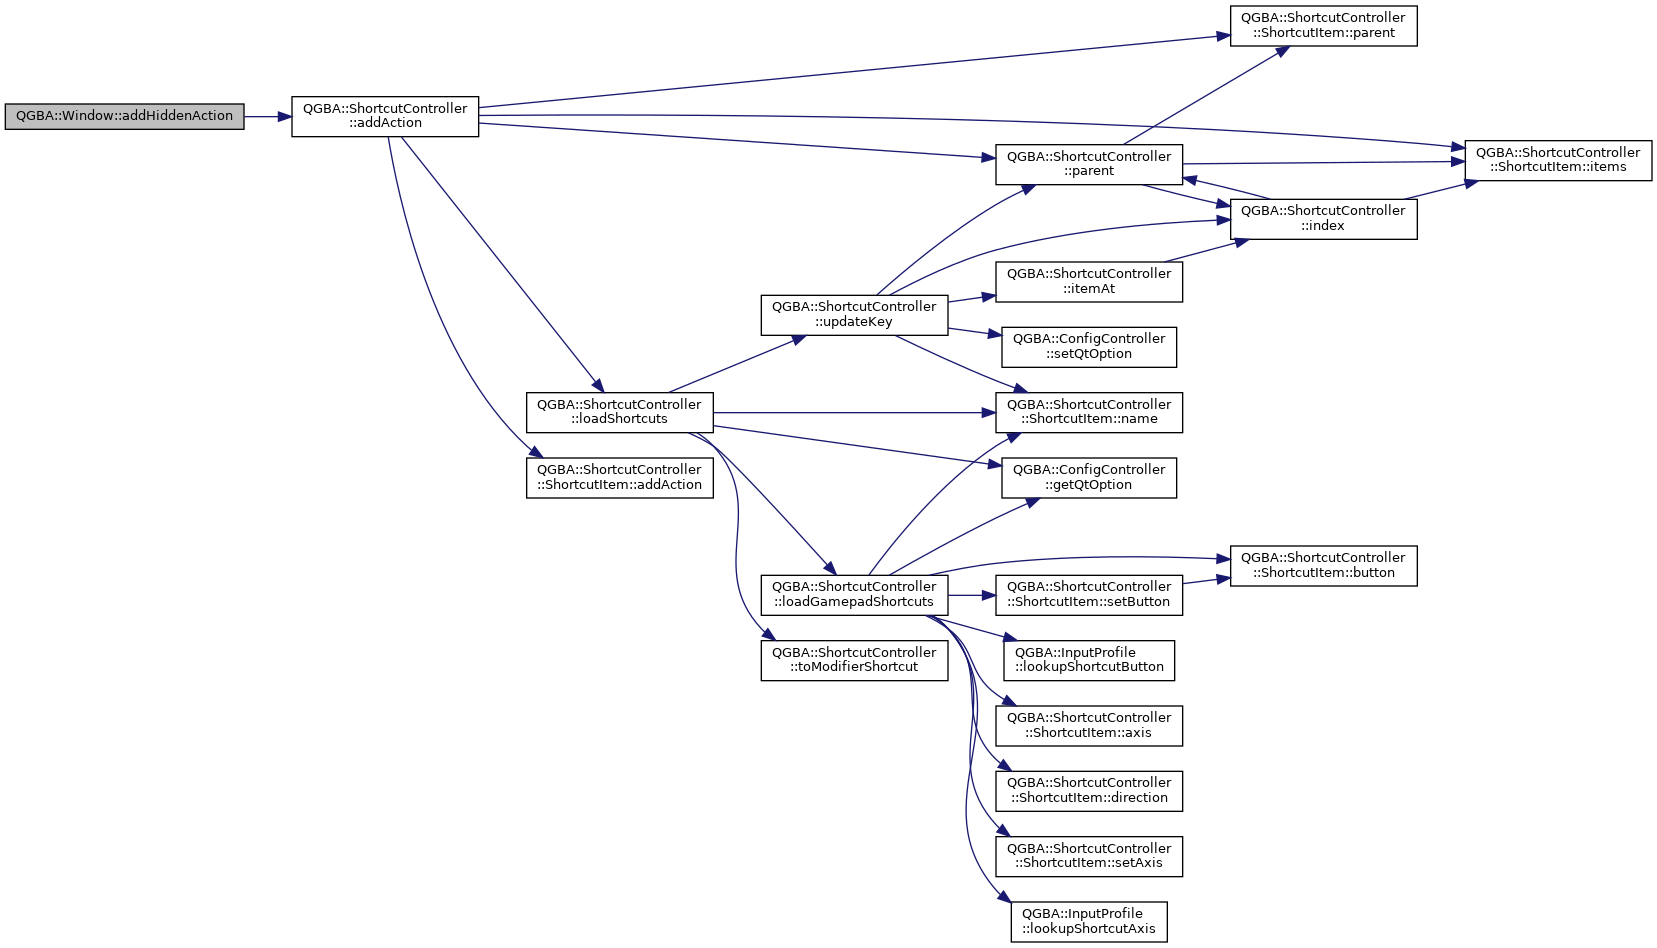 QGBA::ShortcutController
::ShortcutItem::parent
QGBA::Window::addHiddenAction
QGBA::ShortcutController
::addAction
QGBA::ShortcutController
::parent
QGBA::ShortcutController
::ShortcutItem::items
QGBA::ShortcutController
::index
QGBA::ShortcutController
::itemAt
QGBA::ShortcutController
::updateKey
QGBA::ConfigController
::setQtOption
QGBA::ShortcutController
::loadShortcuts
QGBA::ShortcutController
::ShortcutItem::name
QGBA::ShortcutController
::ShortcutItem::addAction
QGBA::ConfigController
::getQtOption
QGBA::ShortcutController
::ShortcutItem::button
QGBA::ShortcutController
::loadGamepadShortcuts
QGBA::ShortcutController
::ShortcutItem::setButton
QGBA::ShortcutController
::toModifierShortcut
QGBA::InputProfile
::lookupShortcutButton
QGBA::ShortcutController
::ShortcutItem::axis
QGBA::ShortcutController
::ShortcutItem::direction
QGBA::ShortcutController
::ShortcutItem::setAxis
QGBA::InputProfile
::lookupShortcutAxis